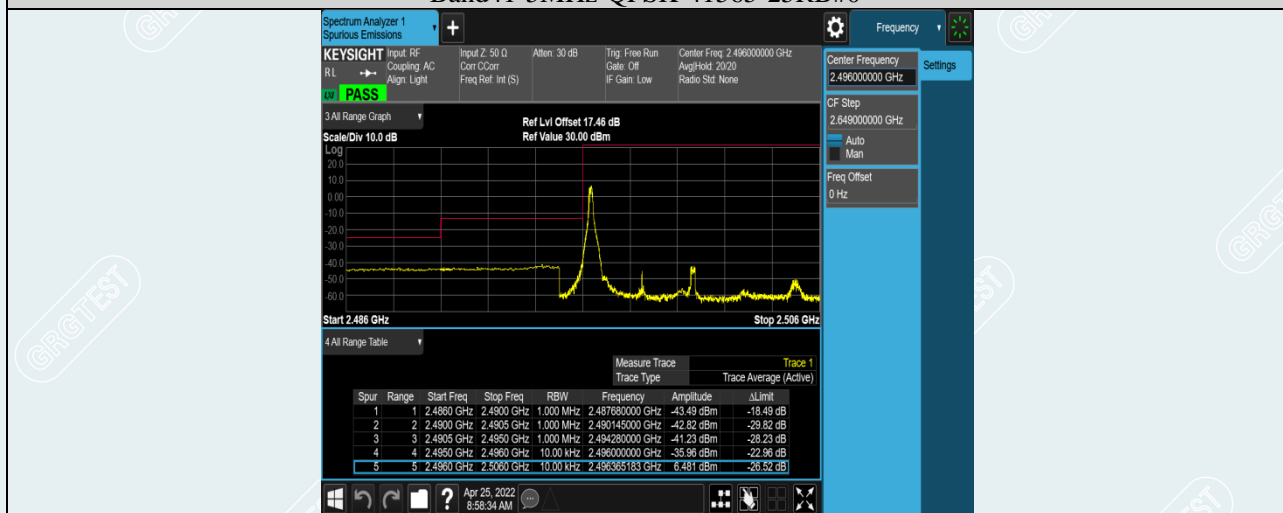 Spectrum Analyzer 1
Spurious Emissions
+
Frequency
KEYSIGHT
RL
LXI PASS
Input: RF
Coupling: AC
Align: Light
Input Z: 50 Ω
Corr CCorr
Freq Ref: Int (S)
Atten: 30 dB
Trig: Free Run
Gate: Off
IF Gain: Low
Center Freq: 2.496000000 GHz
Avg|Hold: 20/20
Radio Std: None
Center Frequency
2.496000000 GHz
Settings
CF Step
2.649000000 GHz
Auto
Man
Freq Offset
0 Hz
3 All Range Graph
Scale/Div 10.0 dB
Ref Lvl Offset 17.46 dB
Ref Value 30.00 dBm
Log
20.0
10.0
0.00
-10.0
-20.0
-30.0
-40.0
-50.0
-60.0
Start 2.486 GHz
Stop 2.506 GHz
4 All Range Table
Measure Trace Trace 1
Trace Type Trace Average (Active)
Spur Range Start Freq Stop Freq RBW Frequency Amplitude ΔLimit
1 1 2.4860 GHz 2.4900 GHz 1.000 MHz 2.487680000 GHz -43.49 dBm -18.49 dB
2 2 2.4900 GHz 2.4905 GHz 1.000 MHz 2.490145000 GHz -42.82 dBm -29.82 dB
3 3 2.4905 GHz 2.4950 GHz 1.000 MHz 2.494280000 GHz -41.23 dBm -28.23 dB
4 4 2.4950 GHz 2.4960 GHz 10.00 kHz 2.496000000 GHz -35.96 dBm -22.96 dB
5 5 2.4960 GHz 2.5060 GHz 10.00 kHz 2.496365183 GHz 6.481 dBm -26.52 dB
?
Apr 25, 2022
8:58:34 AM
GRGTEST
GRGTEST